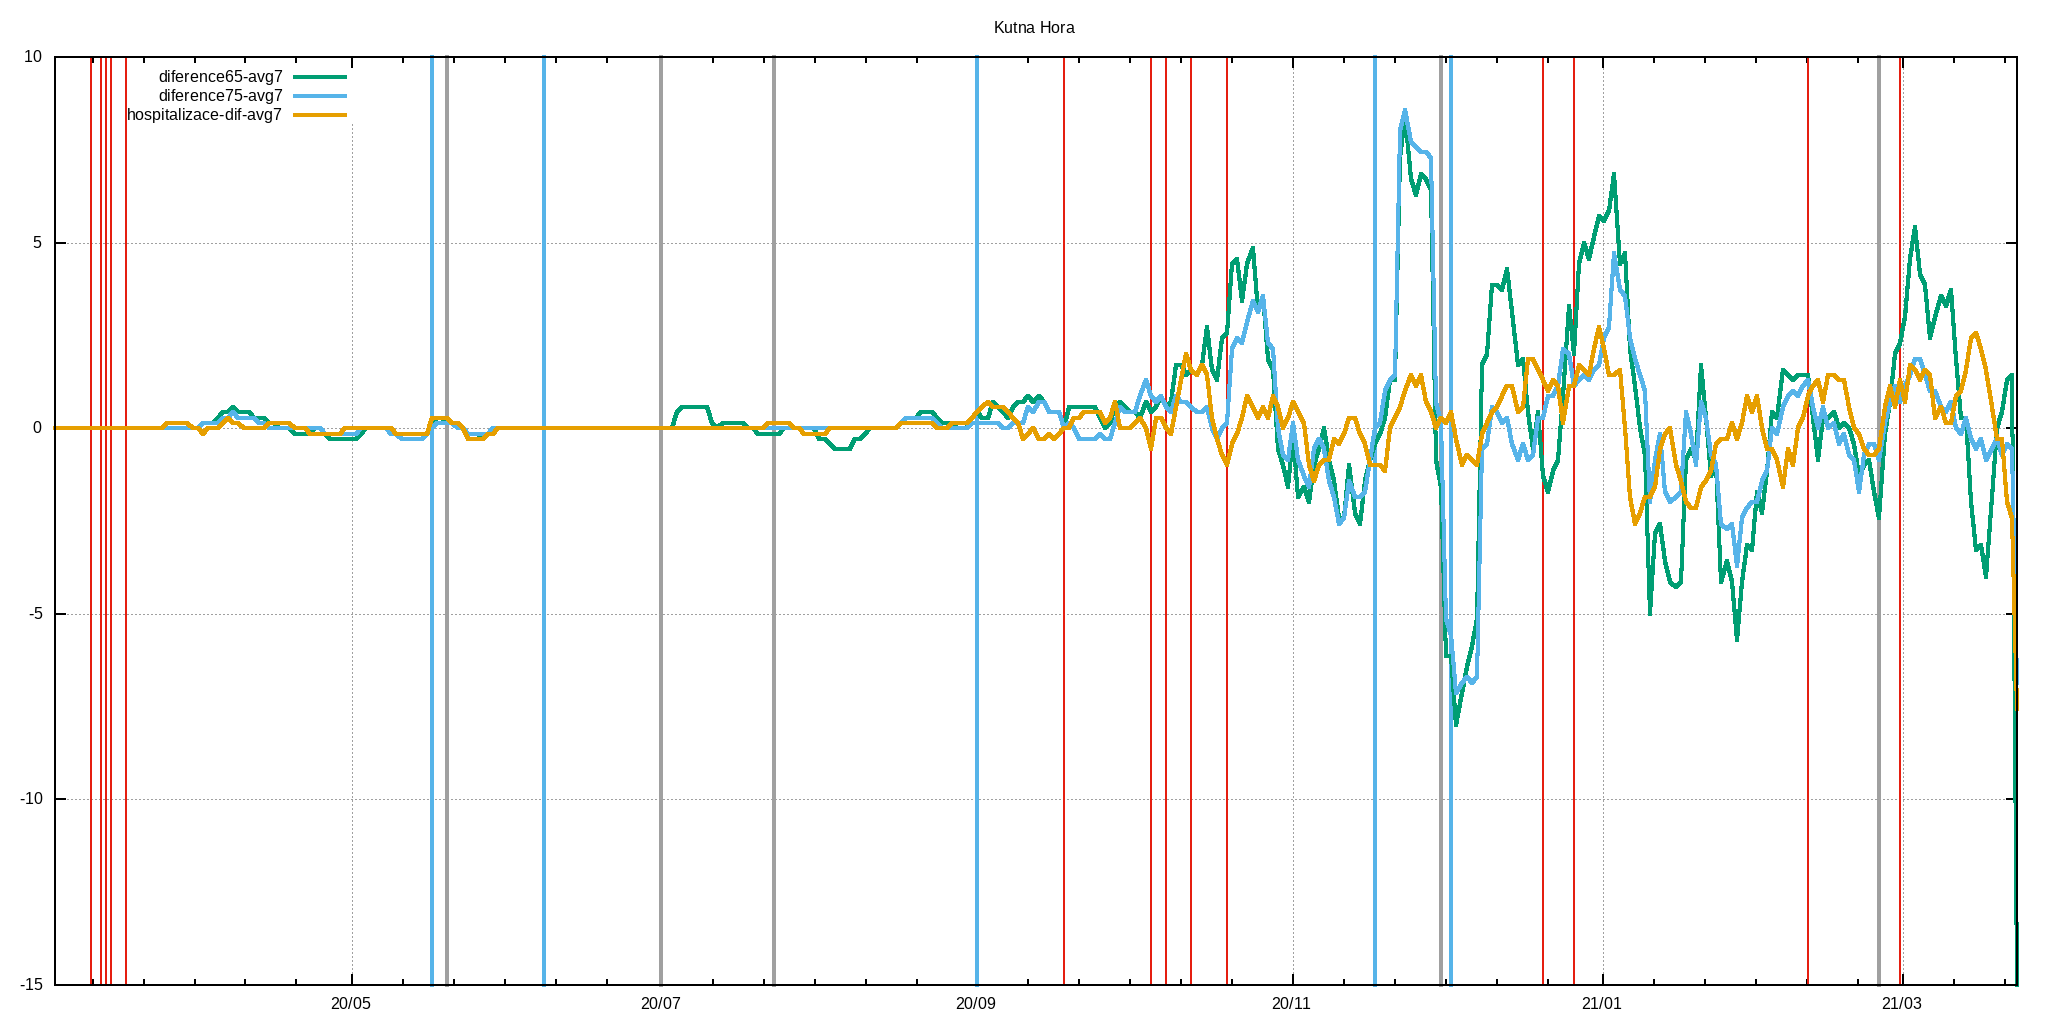 Kutna Hora
diference65-avg7
diference75-avg7
hospitalizace-dif-avg7
10
5
0
-5
-10
-15
20/05 20/07 20/09 20/11 21/01 21/03